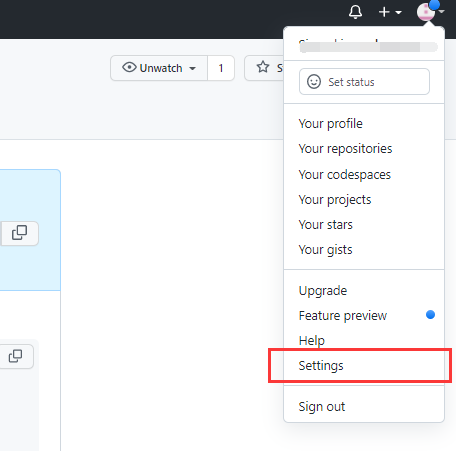 Unwatch
1
S
Set status
Your profile
Your repositories
Your codespaces
Your projects
Your stars
Your gists
Upgrade
Feature preview
Help
Settings
Sign out